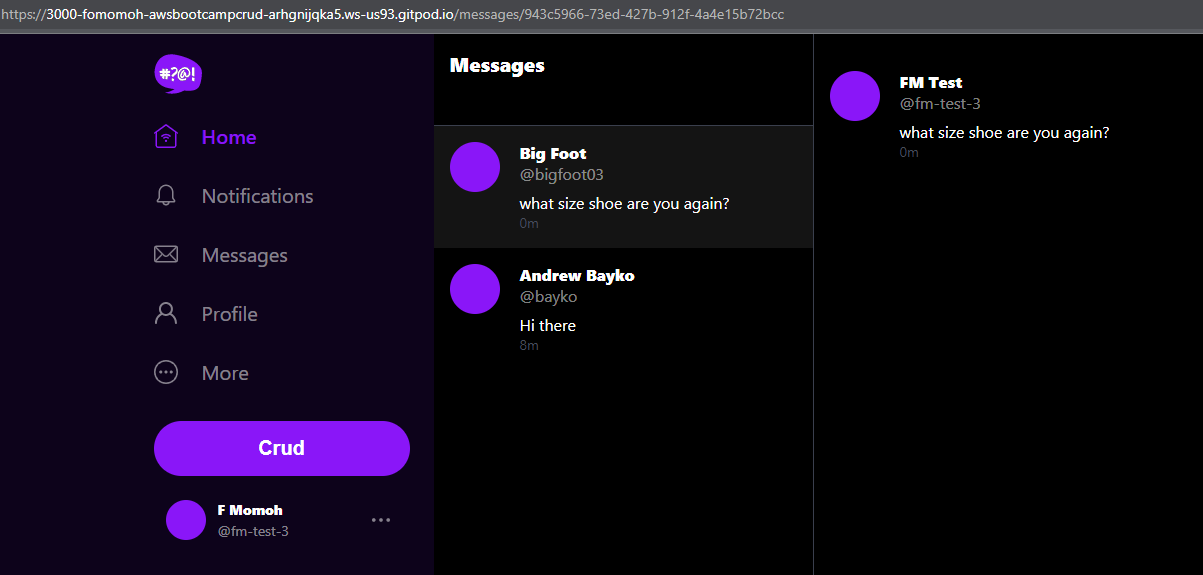 https://3000-fomomoh-awsbootcampcrud-arhgnijqka5.ws-us93.gitpod.io/messages/943c5966-73ed-427b-912f-4a4e15b72bcc
#?@!
Home
Notifications
Messages
Profile
More
Crud
F Momoh
@fm-test-3
Messages
Big Foot
@bigfoot03
what size shoe are you again?
0m
Andrew Bayko
@bayko
Hi there
8m
FM Test
@fm-test-3
what size shoe are you again?
0m